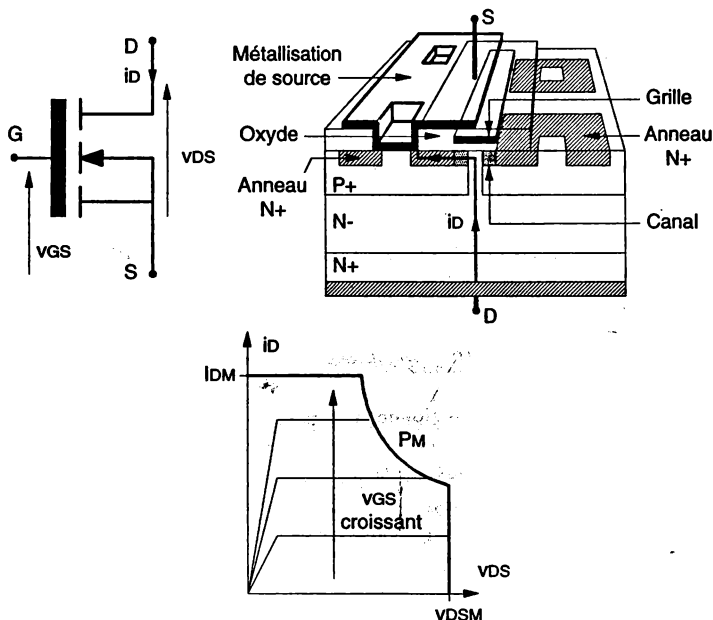 D
iD
G
vDS
vGS
S
S
Métallisation
de source
Oxyde
Grille
Anneau
N+
Anneau
N+
P+
N-
N+
iD
Canal
D
iD
IDM
PM
vGS
croissant
vDS
vDSM